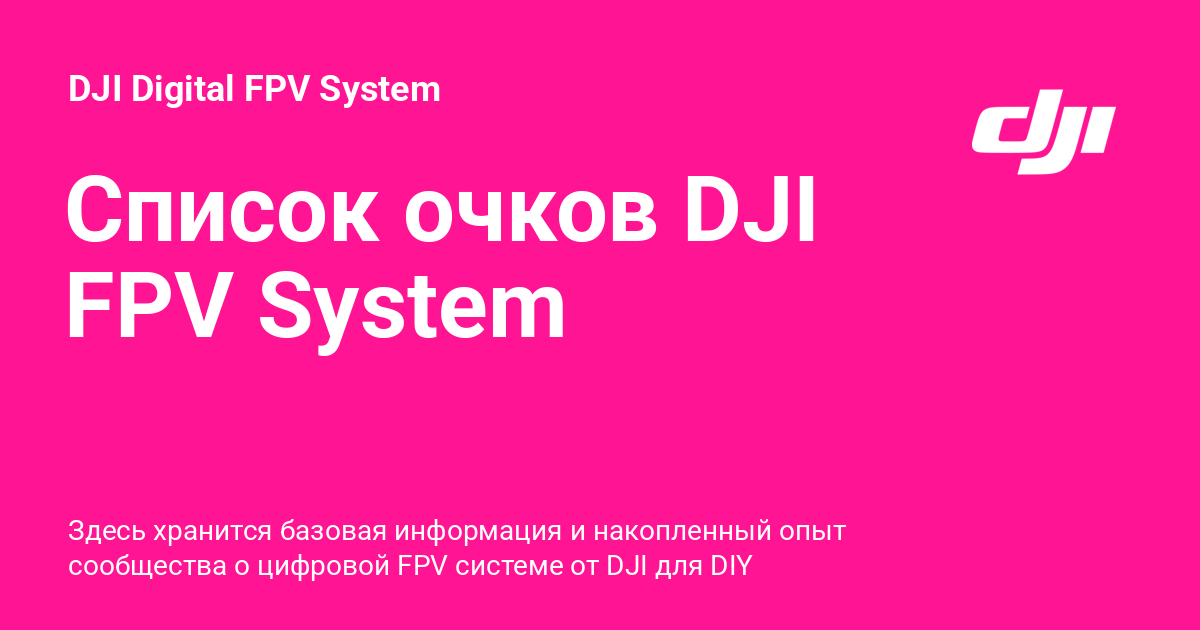 DJI Digital FPV System
dji
Список очков DJI
FPV System
Здесь хранится базовая информация и накопленный опыт
сообщества о цифровой FPV системе от DJI для DIY